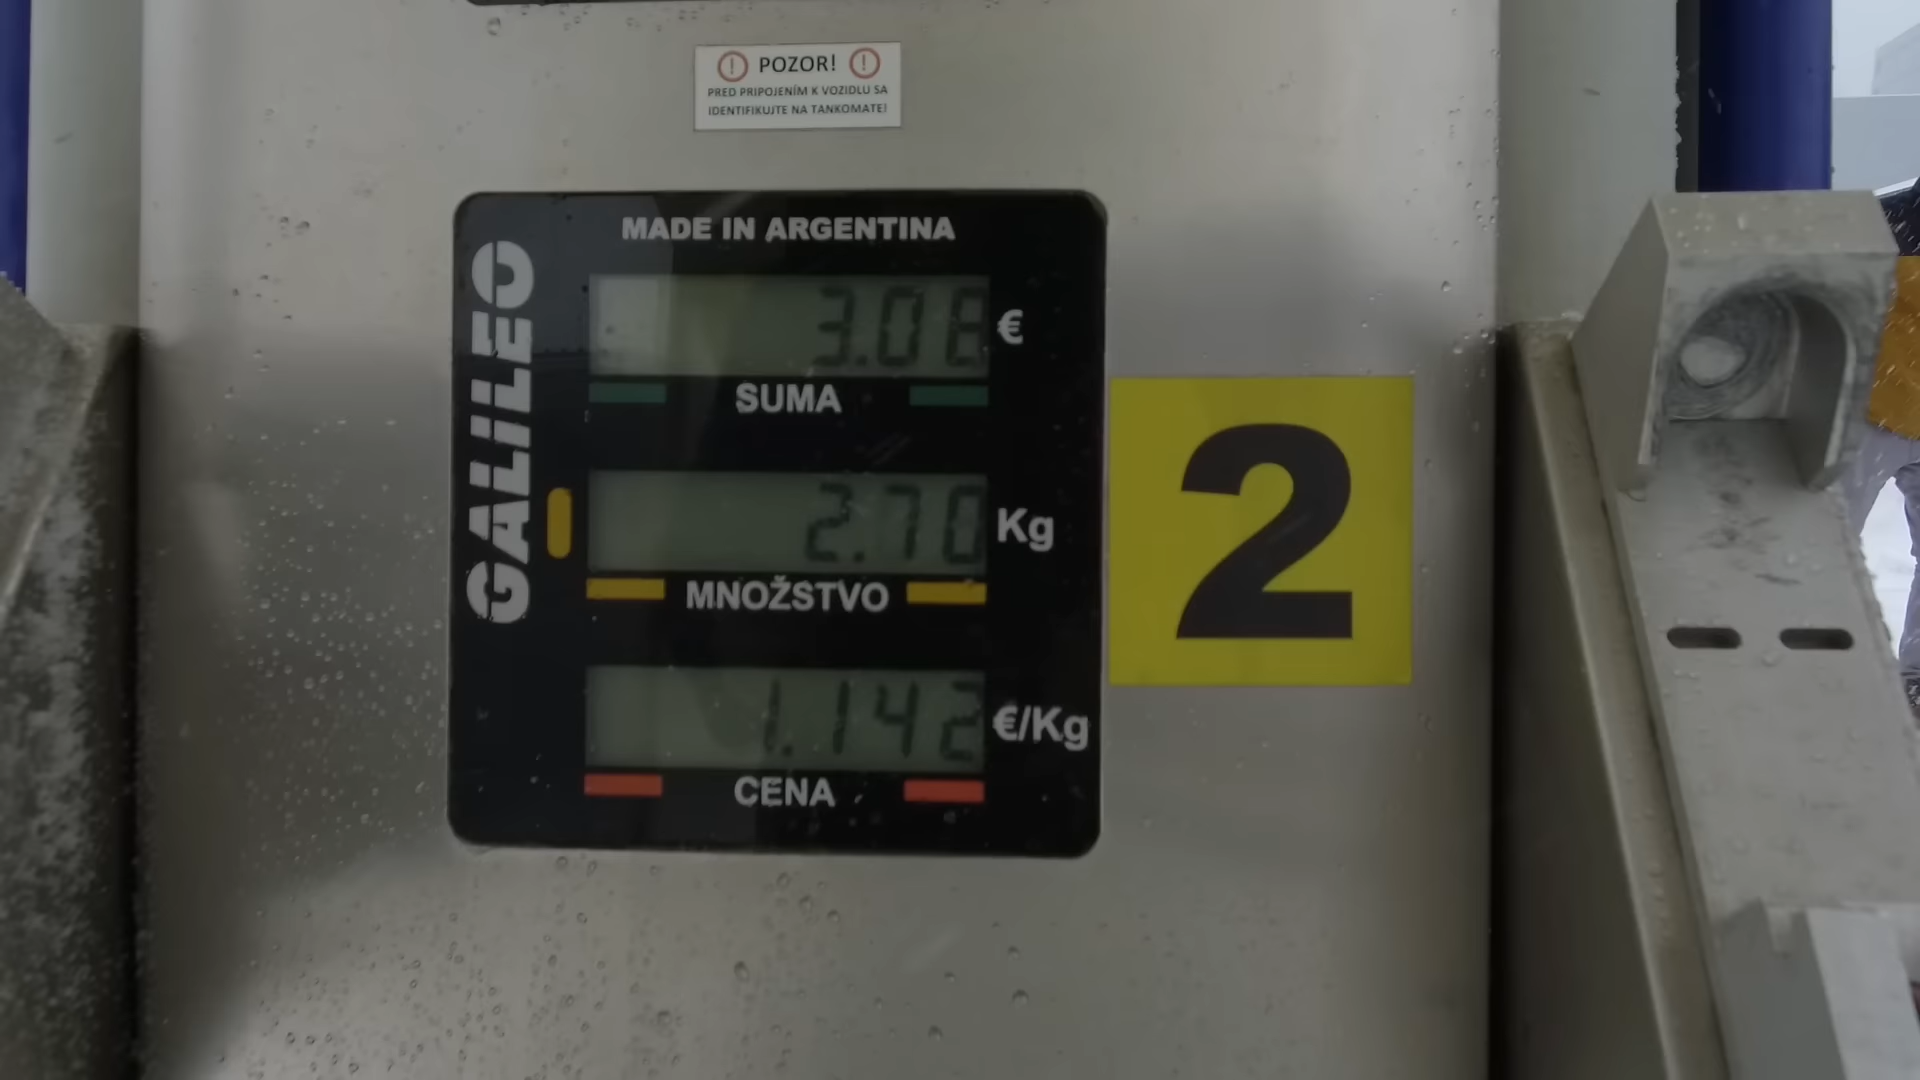 POZOR!
PRED PRIPOJENÍM K VOZIDLU SA
IDENTIFIKUJTE NA TANKOMATE!
MADE IN ARGENTINA
GALILEO
3.08 €
SUMA
2.70 Kg
MNOŽSTVO
1.142 €/Kg
CENA
2